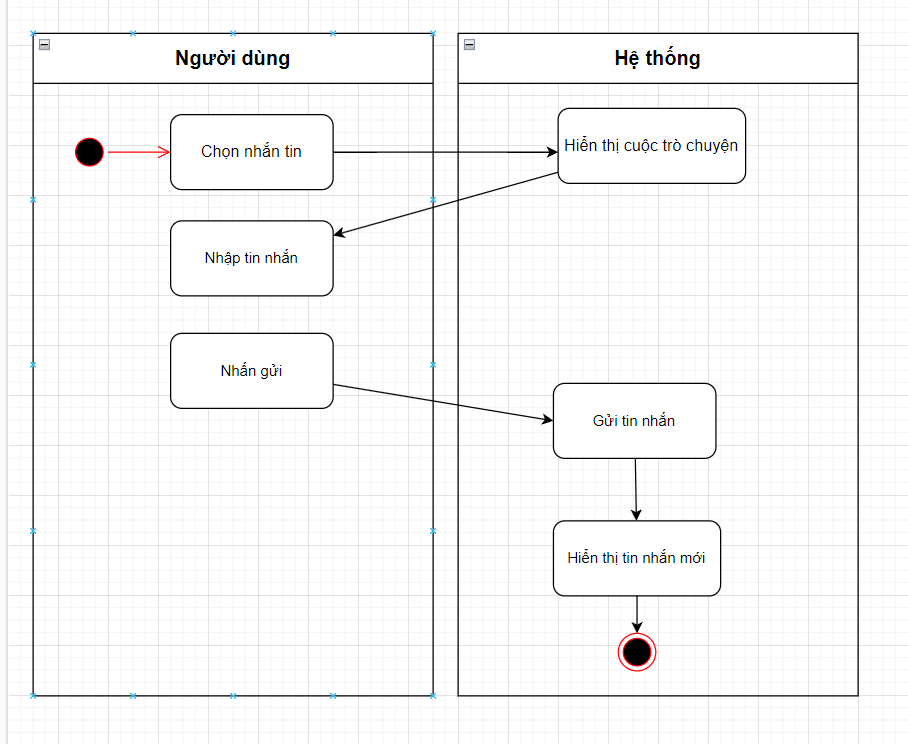 Người dùng
Hệ thống
Chọn nhắn tin
Hiển thị cuộc trò chuyện
Nhập tin nhắn
Nhấn gửi
Gửi tin nhắn
Hiển thị tin nhắn mới